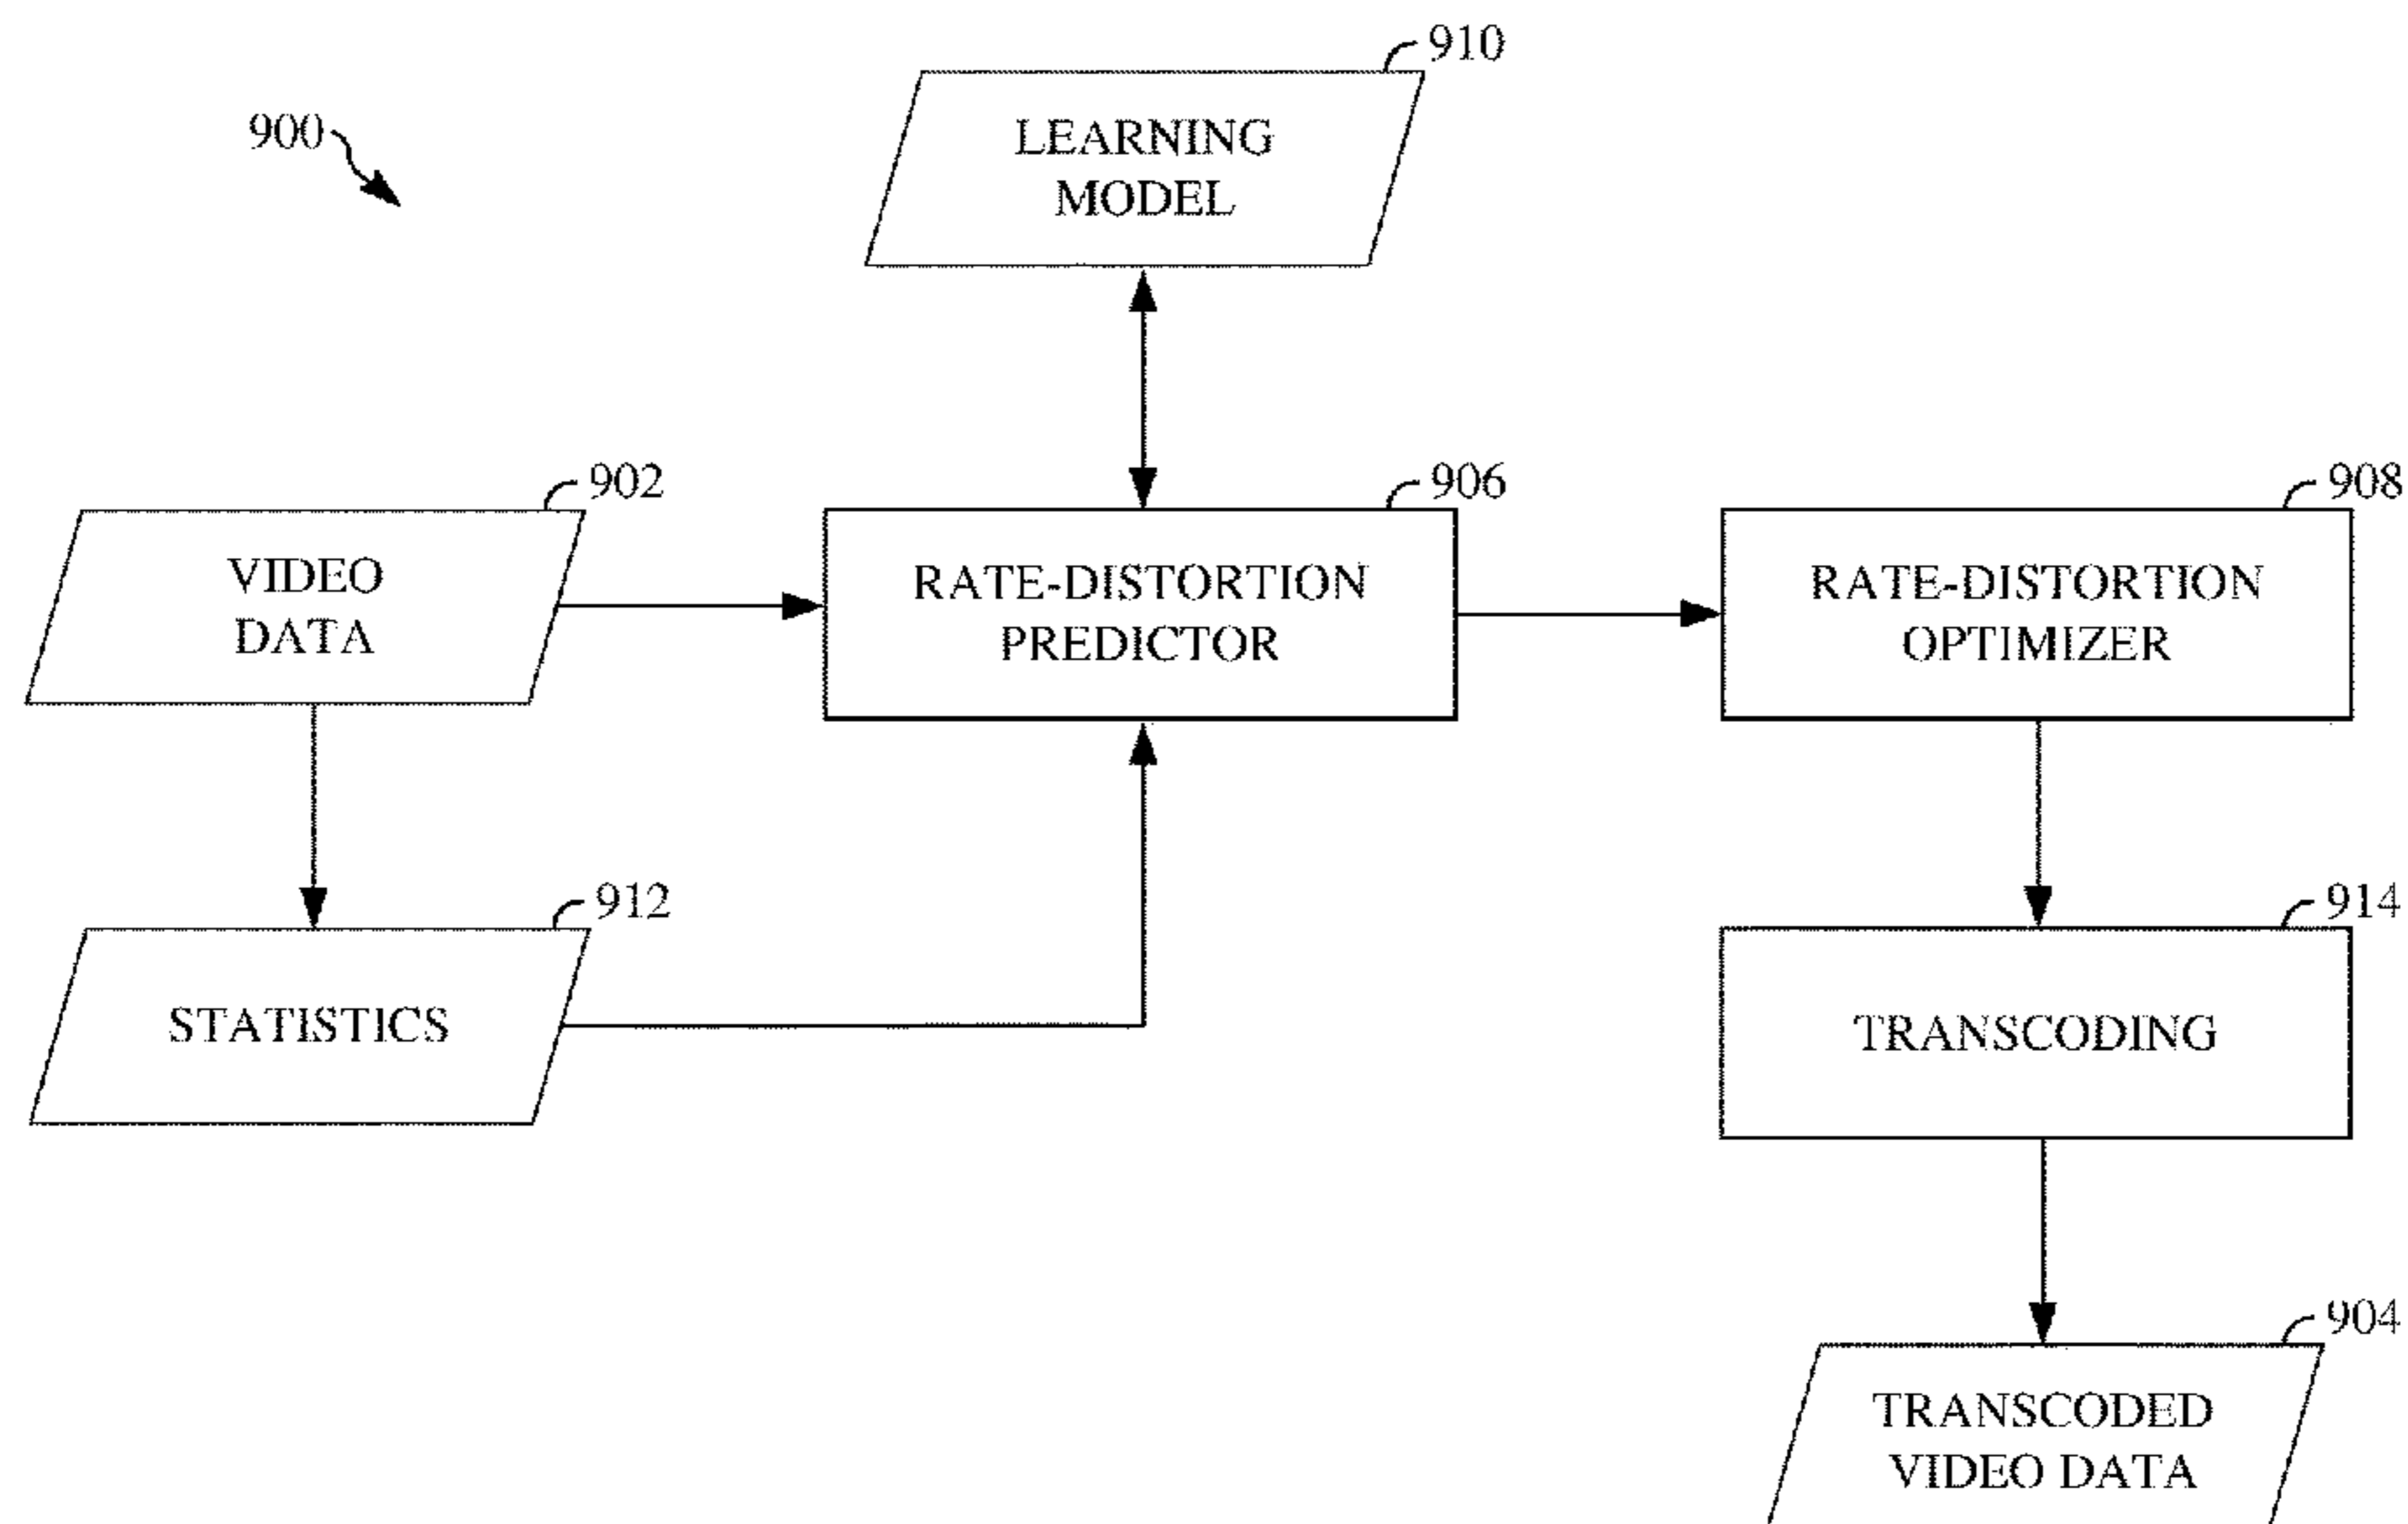 910
LEARNING
MODEL
900
902
VIDEO
DATA
906
RATE-DISTORTION
PREDICTOR
908
RATE-DISTORTION
OPTIMIZER
912
STATISTICS
914
TRANSCODING
904
TRANSCODED
VIDEO DATA